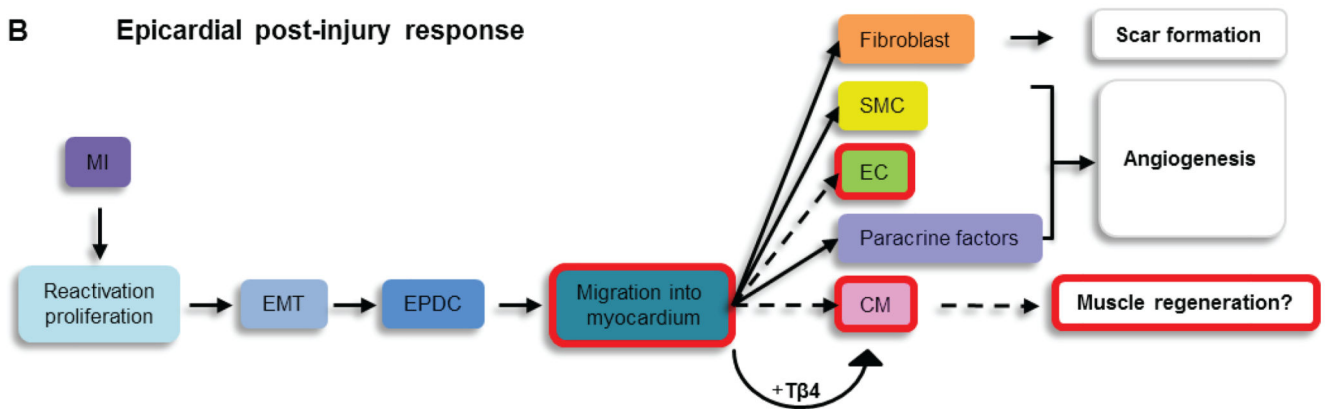 B Epicardial post-injury response
MI
Reactivation
proliferation
EMT
EPDC
Migration into
myocardium
Fibroblast
Scar formation
SMC
EC
Angiogenesis
Paracrine factors
CM
Muscle regeneration?
+Tβ4